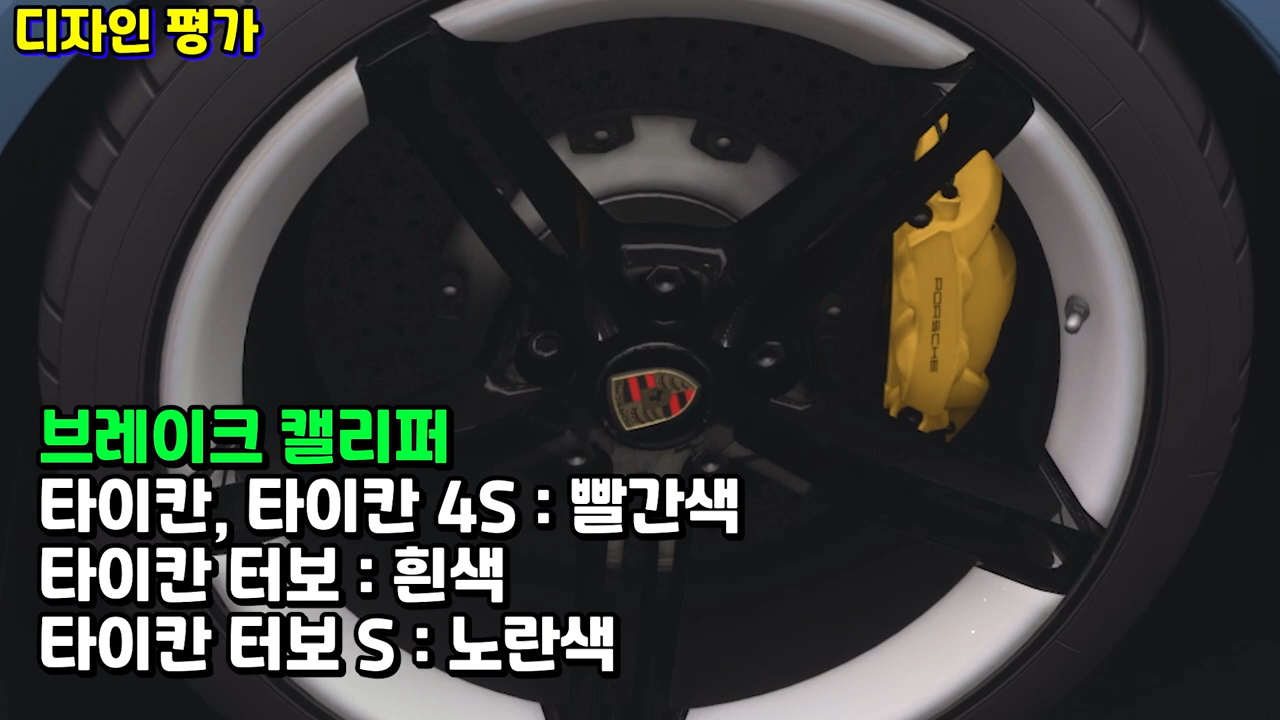 디자인 평가
PORSCHE
브레이크 캘리퍼
타이칸, 타이칸 4S : 빨간색
타이칸 터보 : 흰색
타이칸 터보 S : 노란색